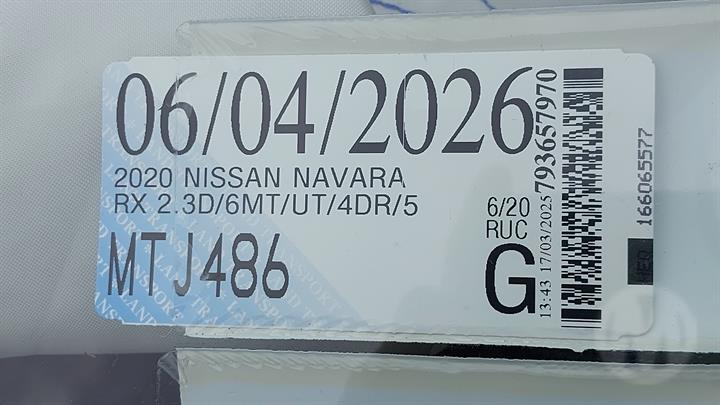 06/04/2026
2020 NISSAN NAVARA
RX 2.3D/6MT/UT/4DR/5
6/20
RUC
MTJ486
G
13:43 17/03/2025
793657970
166065577